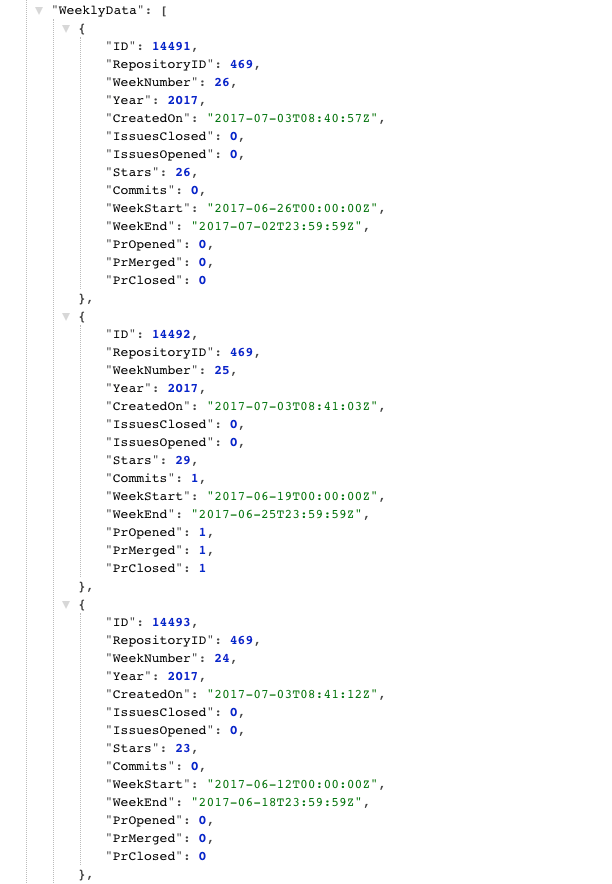 "WeeklyData": [
{
"ID": 14491,
"RepositoryID": 469,
"WeekNumber": 26,
"Year": 2017,
"CreatedOn": "2017-07-03T08:40:57Z",
"IssuesClosed": 0,
"IssuesOpened": 0,
"Stars": 26,
"Commits": 0,
"WeekStart": "2017-06-26T00:00:00Z",
"WeekEnd": "2017-07-02T23:59:59Z",
"PrOpened": 0,
"PrMerged": 0,
"PrClosed": 0
},
{
"ID": 14492,
"RepositoryID": 469,
"WeekNumber": 25,
"Year": 2017,
"CreatedOn": "2017-07-03T08:41:03Z",
"IssuesClosed": 0,
"IssuesOpened": 0,
"Stars": 29,
"Commits": 1,
"WeekStart": "2017-06-19T00:00:00Z",
"WeekEnd": "2017-06-25T23:59:59Z",
"PrOpened": 1,
"PrMerged": 1,
"PrClosed": 1
},
{
"ID": 14493,
"RepositoryID": 469,
"WeekNumber": 24,
"Year": 2017,
"CreatedOn": "2017-07-03T08:41:12Z",
"IssuesClosed": 0,
"IssuesOpened": 0,
"Stars": 23,
"Commits": 0,
"WeekStart": "2017-06-12T00:00:00Z",
"WeekEnd": "2017-06-18T23:59:59Z",
"PrOpened": 0,
"PrMerged": 0,
"PrClosed": 0
},